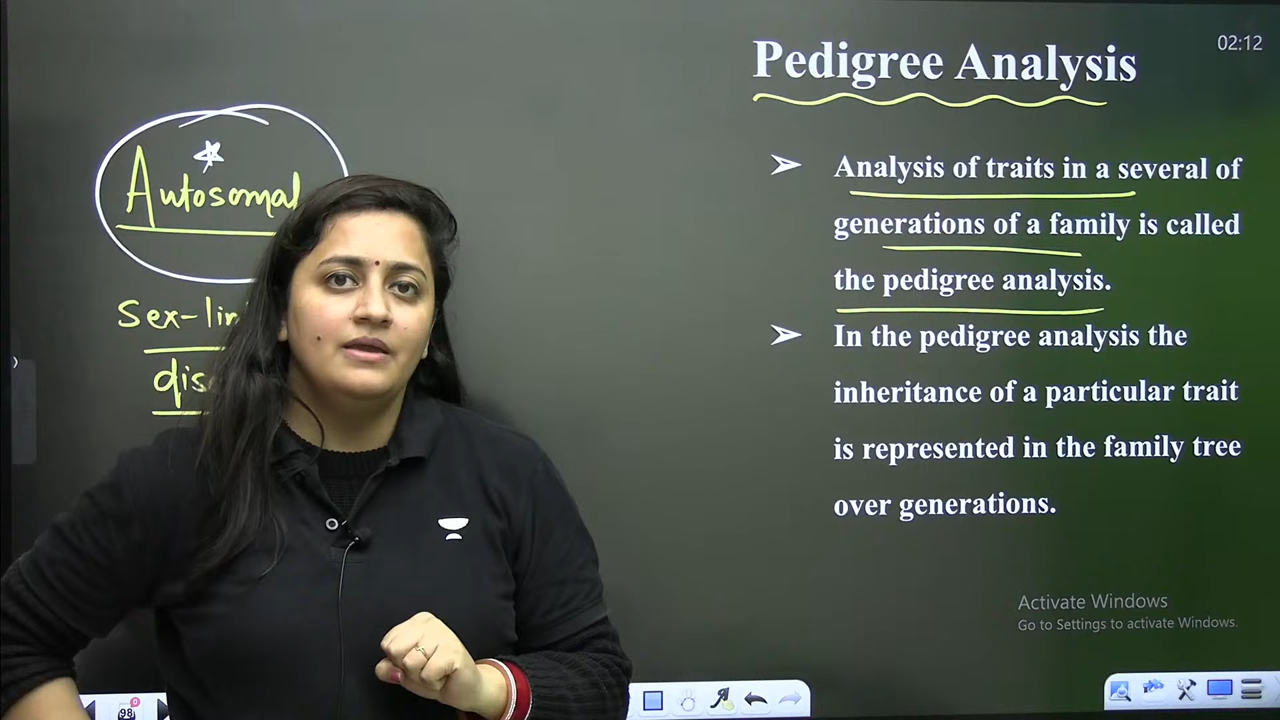 02:12
Pedigree Analysis
Autosomal
Analysis of traits in a several of
generations of a family is called
the pedigree analysis.
In the pedigree analysis the
inheritance of a particular trait
is represented in the family tree
over generations.
Activate Windows
Go to Settings to activate Windows.
98